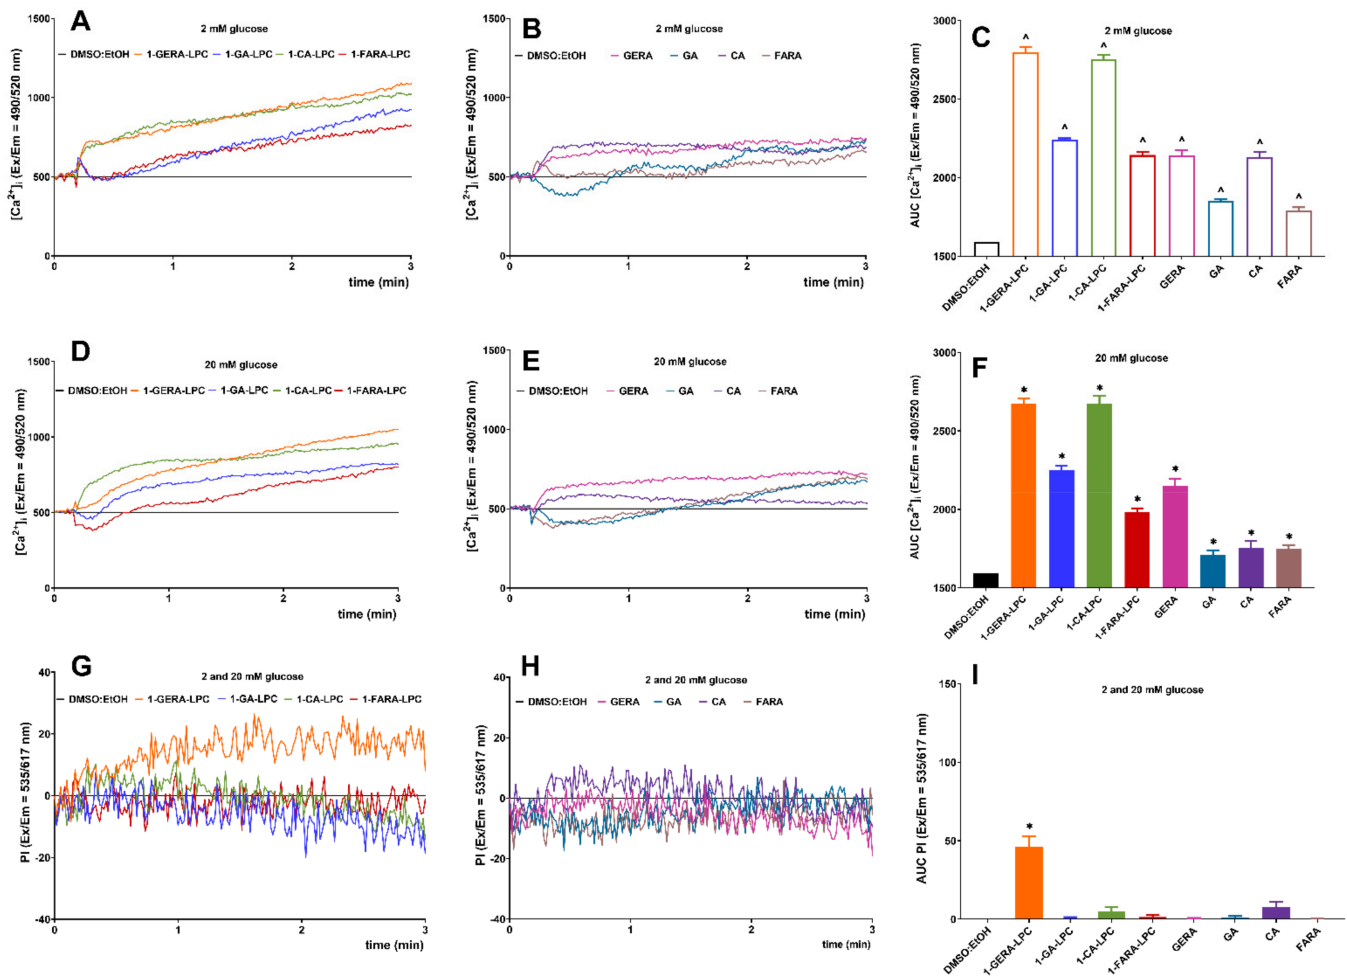 A
2 mM glucose
DMSO:EtOH 1-GERA-LPC 1-GA-LPC 1-CA-LPC 1-FARA-LPC
[Ca2+]i (Ex/Em = 490/520 nm)
1500
1000
500
0
0 1 2 3
time (min)
B
2 mM glucose
DMSO:EtOH GERA GA CA FARA
[Ca2+]i (Ex/Em = 490/520 nm)
1500
1000
500
0
0 1 2 3
time (min)
C
2 mM glucose
AUC [Ca2+]i (Ex/Em = 490/520 nm)
3000
2500
2000
1500
^ ^ ^ ^ ^ ^ ^ ^
DMSO:EtOH 1-GERA-LPC 1-GA-LPC 1-CA-LPC 1-FARA-LPC GERA GA CA FARA
D
20 mM glucose
DMSO:EtOH 1-GERA-LPC 1-GA-LPC 1-CA-LPC 1-FARA-LPC
[Ca2+]i (Ex/Em = 490/520 nm)
1500
1000
500
0
0 1 2 3
time (min)
E
20 mM glucose
DMSO:EtOH GERA GA CA FARA
[Ca2+]i (Ex/Em = 490/520 nm)
1500
1000
500
0
0 1 2 3
time (min)
F
20 mM glucose
AUC [Ca2+]i (Ex/Em = 490/520 nm)
3000
2500
2000
1500
* * * * * * * *
DMSO:EtOH 1-GERA-LPC 1-GA-LPC 1-CA-LPC 1-FARA-LPC GERA GA CA FARA
G
2 and 20 mM glucose
DMSO:EtOH 1-GERA-LPC 1-GA-LPC 1-CA-LPC 1-FARA-LPC
PI (Ex/Em = 535/617 nm)
40
20
0
-20
-40
0 1 2 3
time (min)
H
2 and 20 mM glucose
DMSO:EtOH GERA GA CA FARA
PI (Ex/Em = 535/617 nm)
40
20
0
-20
-40
0 1 2 3
time (min)
I
2 and 20 mM glucose
AUC PI (Ex/Em = 535/617 nm)
150
100
50
0
*
DMSO:EtOH 1-GERA-LPC 1-GA-LPC 1-CA-LPC 1-FARA-LPC GERA GA CA FARA